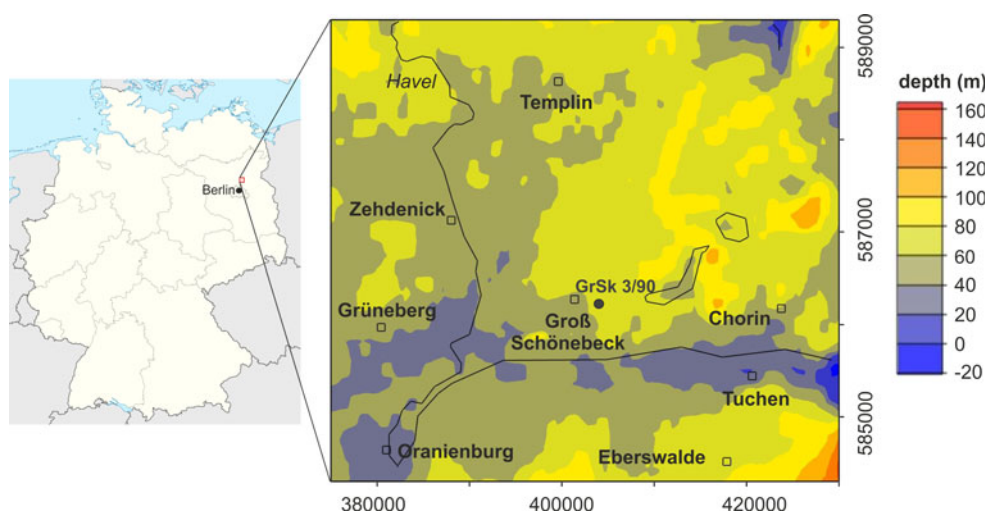 Berlin
Havel
Templin
Zehdenick
GrSk 3/90
Grüneberg
Groß
Schönebeck
Chorin
Tuchen
Oranienburg
Eberswalde
380000
400000
420000
589000
587000
585000
depth (m)
160
140
120
100
80
60
40
20
0
-20